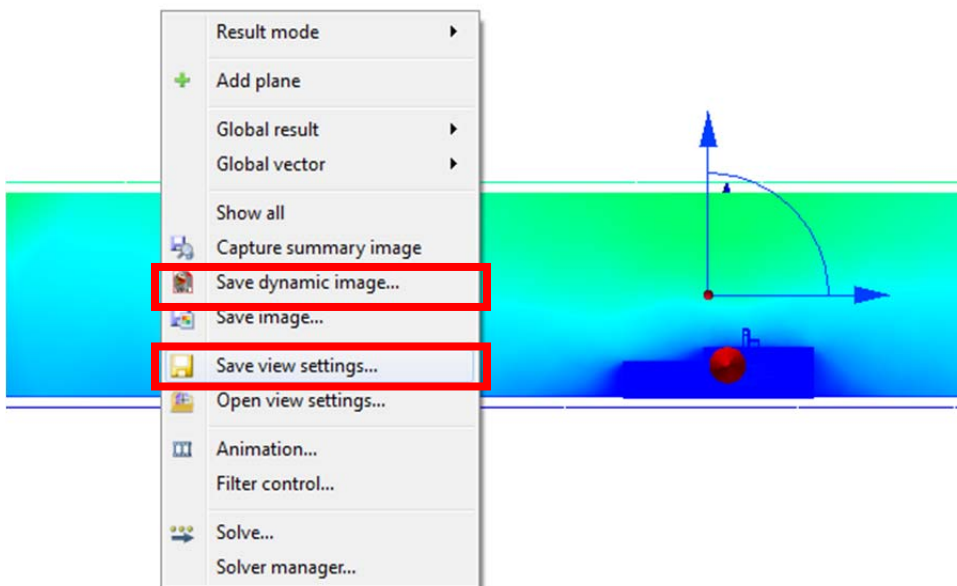 Result mode
Add plane
Global result
Global vector
Show all
Capture summary image
Save dynamic image...
Save image...
Save view settings...
Open view settings...
Animation...
Filter control...
Solve...
Solver manager...